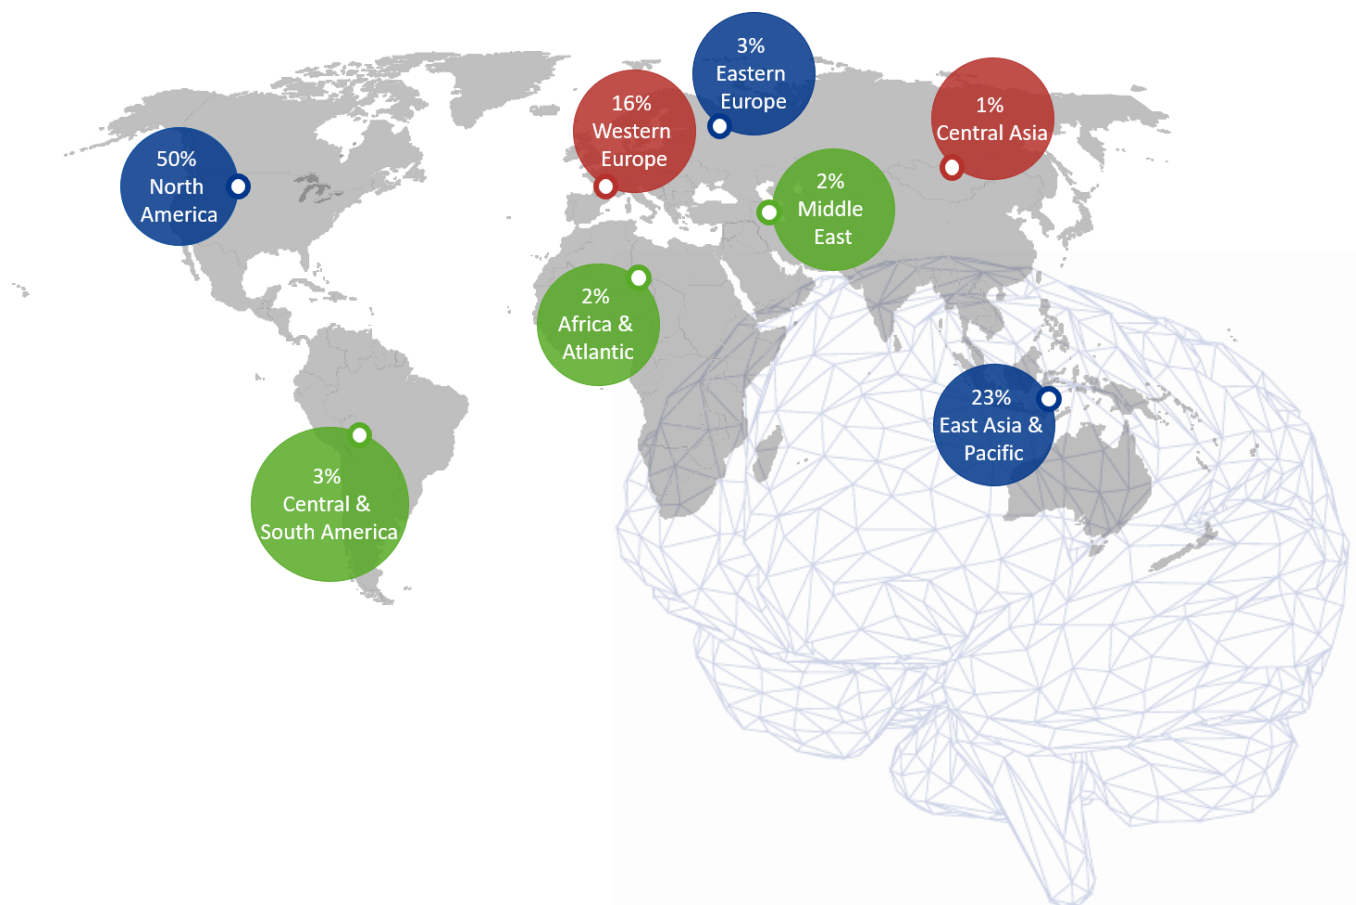 3%
Eastern
Europe
16%
Western
Europe
1%
Central Asia
50%
North
America
2%
Middle
East
2%
Africa &
Atlantic
23%
East Asia &
Pacific
3%
Central &
South America